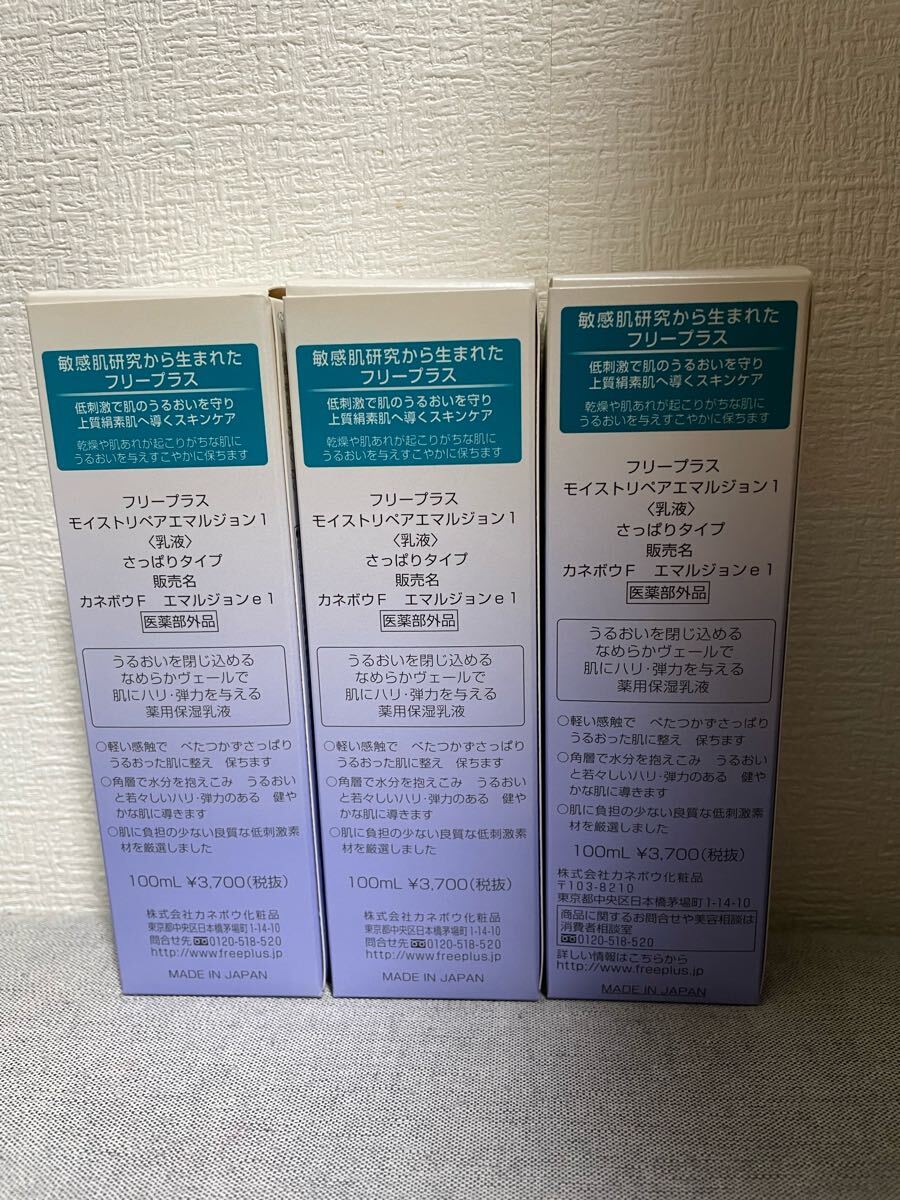 敏感肌研究から生まれた
フリープラス
低刺激で肌のうるおいを守り
上質絹素肌へ導くスキンケア
乾燥や肌あれが起こりがちな肌に
うるおいを与えすこやかに保ちます
フリープラス
モイストリペアエマルジョン1
〈乳液〉
さっぱりタイプ
販売名
カネボウF エマルジョンe1
医薬部外品
うるおいを閉じ込める
なめらかヴェールで
肌にハリ・弾力を与える
薬用保湿乳液
○軽い感触で べたつかずさっぱり
うるおった肌に整え 保ちます
○角層で水分を抱えこみ うるおい
と若々しいハリ・弾力のある 健や
かな肌に導きます
○肌に負担の少ない良質な低刺激素
材を厳選しました
100mL ¥3,700(税抜)
株式会社カネボウ化粧品
東京都中央区日本橋茅場町1-14-10
問合せ先 0120-518-520
http://www.freeplus.jp
MADE IN JAPAN
敏感肌研究から生まれた
フリープラス
低刺激で肌のうるおいを守り
上質絹素肌へ導くスキンケア
乾燥や肌あれが起こりがちな肌に
うるおいを与えすこやかに保ちます
フリープラス
モイストリペアエマルジョン1
〈乳液〉
さっぱりタイプ
販売名
カネボウF エマルジョンe1
医薬部外品
うるおいを閉じ込める
なめらかヴェールで
肌にハリ・弾力を与える
薬用保湿乳液
○軽い感触で べたつかずさっぱり
うるおった肌に整え 保ちます
○角層で水分を抱えこみ うるおい
と若々しいハリ・弾力のある 健や
かな肌に導きます
○肌に負担の少ない良質な低刺激素
材を厳選しました
100mL ¥3,700(税抜)
株式会社カネボウ化粧品
東京都中央区日本橋茅場町1-14-10
問合せ先 0120-518-520
http://www.freeplus.jp
MADE IN JAPAN
敏感肌研究から生まれた
フリープラス
低刺激で肌のうるおいを守り
上質絹素肌へ導くスキンケア
乾燥や肌あれが起こりがちな肌に
うるおいを与えすこやかに保ちます
フリープラス
モイストリペアエマルジョン1
〈乳液〉
さっぱりタイプ
販売名
カネボウF エマルジョンe1
医薬部外品
うるおいを閉じ込める
なめらかヴェールで
肌にハリ・弾力を与える
薬用保湿乳液
○軽い感触で べたつかずさっぱり
うるおった肌に整え 保ちます
○角層で水分を抱えこみ うるおい
と若々しいハリ・弾力のある 健や
かな肌に導きます
○肌に負担の少ない良質な低刺激素
材を厳選しました
100mL ¥3,700(税抜)
株式会社カネボウ化粧品
〒103-8210
東京都中央区日本橋茅場町1-14-10
商品に関するお問合せや美容相談は
消費者相談室
0120-518-520
詳しい情報はこちらから
http://www.freeplus.jp
MADE IN JAPAN